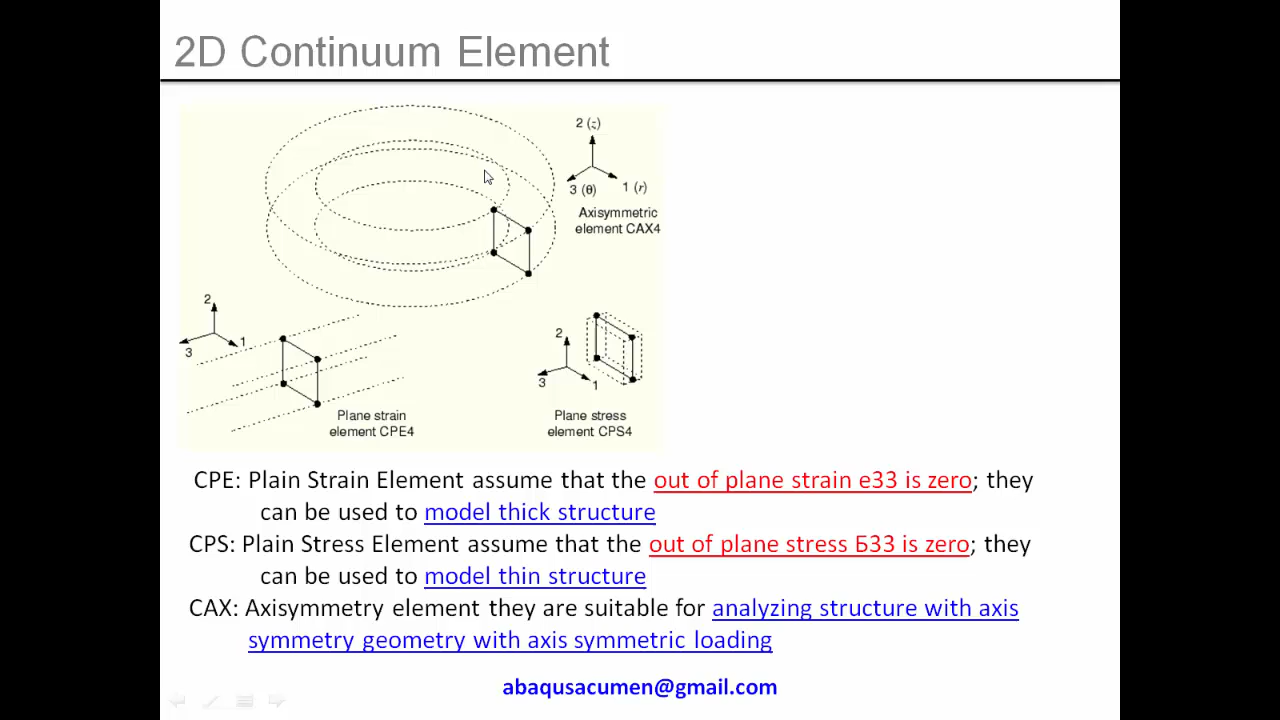 2D Continuum Element
2 (z)
3 (θ)
1 (r)
Axisymmetric
element CAX4
2
1
3
Plane strain
element CPE4
2
3
1
Plane stress
element CPS4
CPE: Plain Strain Element assume that the out of plane strain e33 is zero; they
can be used to model thick structure
CPS: Plain Stress Element assume that the out of plane stress Б33 is zero; they
can be used to model thin structure
CAX: Axisymmetry element they are suitable for analyzing structure with axis
symmetry geometry with axis symmetric loading
abaqusacumen@gmail.com